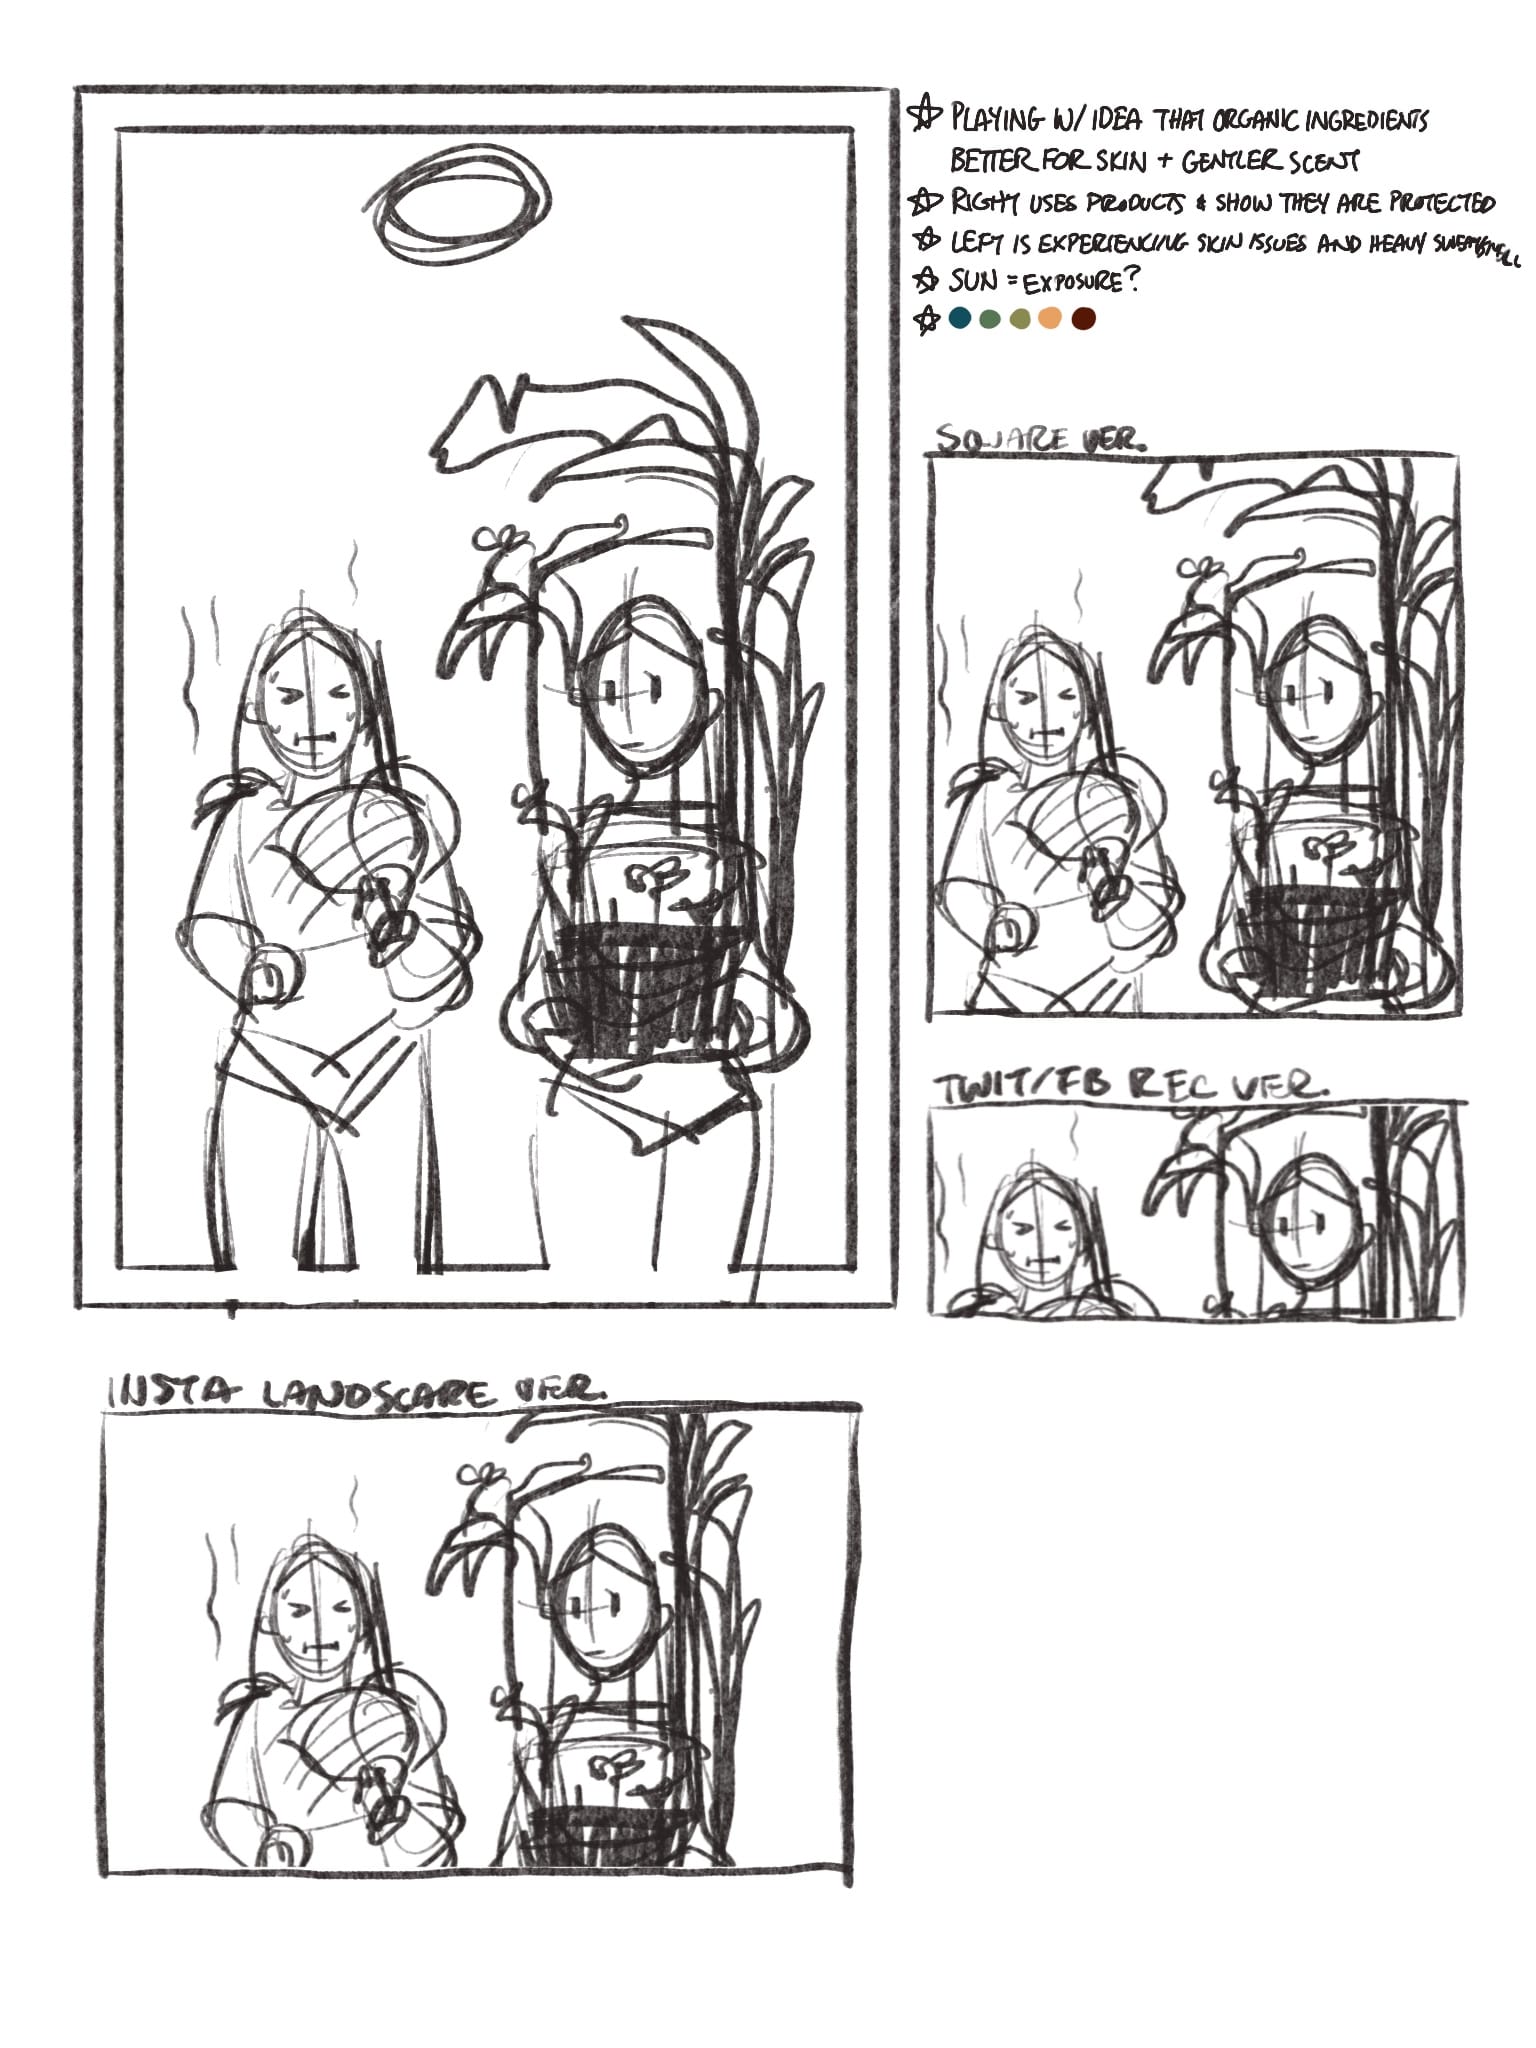 PLAYING W/ IDEA THAT ORGANIC INGREDIENTS
BETTER FOR SKIN + GENTLER SCENT
RIGHT USES PRODUCTS & SHOW THEY ARE PROTECTED
LEFT IS EXPERIENCING SKIN ISSUES AND HEAVY
SUN = EXPOSURE?
SQUARE VER.
TWIT/FB REC VER.
INSTA LANDSCAPE VER.